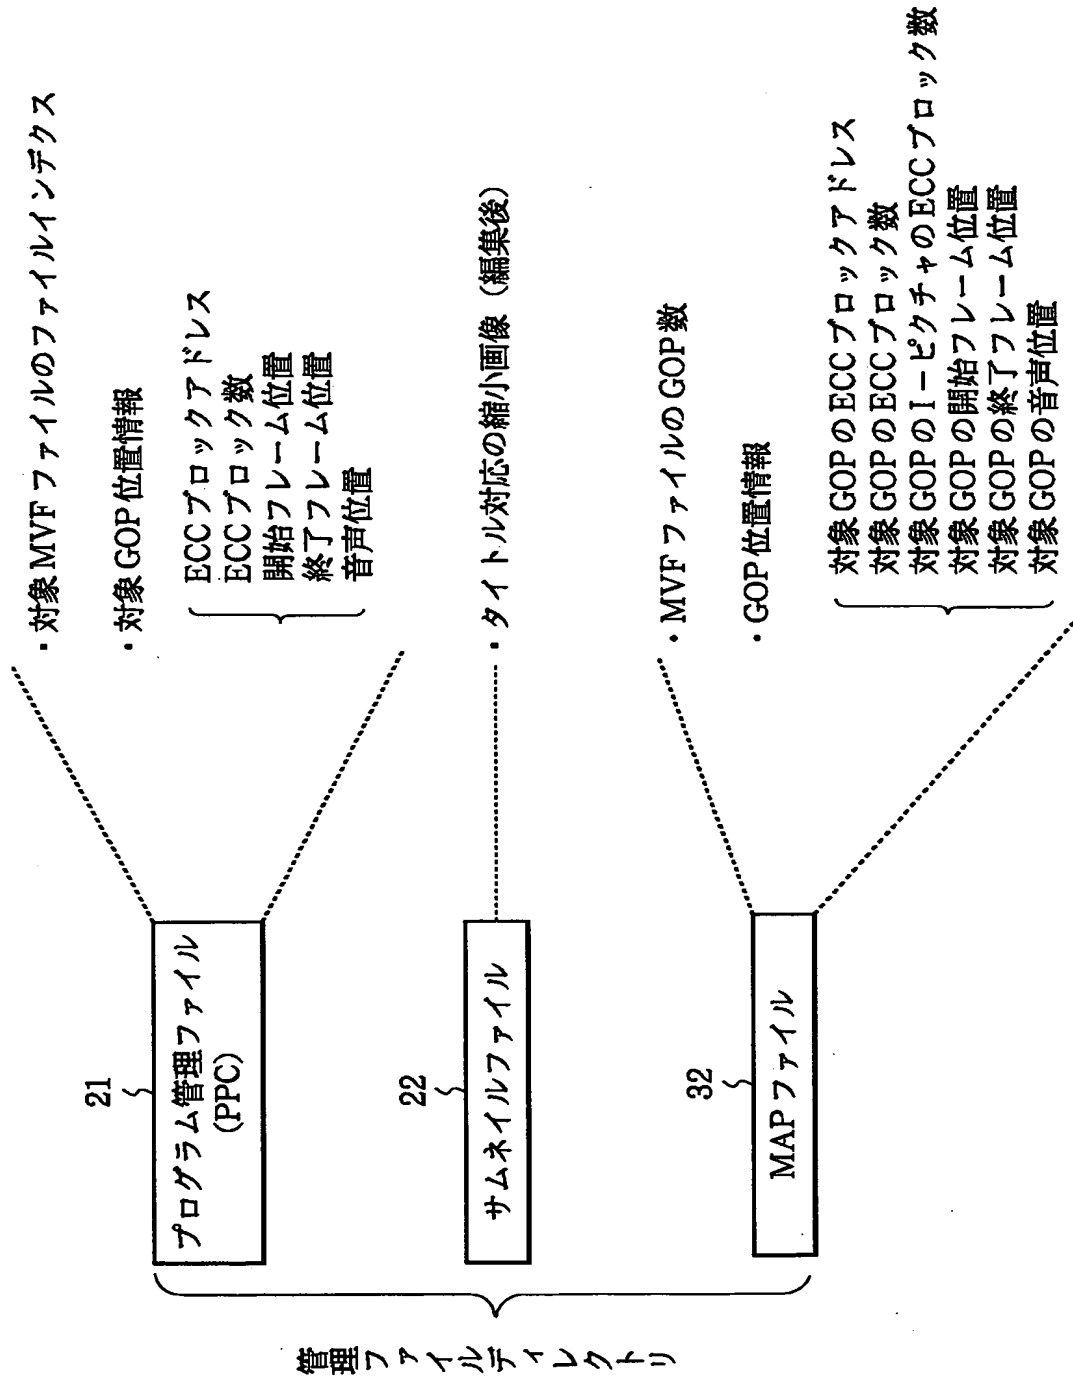 管理ファイルディレクトリ
21
プログラム管理ファイル
(PPC)
・対象MVFファイルのファイルインデクス
・対象GOP位置情報
ECCブロックアドレス
ECCブロック数
開始フレーム位置
終了フレーム位置
音声位置
22
サムネイルファイル
・タイトル対応の縮小画像（編集後）
32
MAPファイル
・MVFファイルのGOP数
・GOP位置情報
対象GOPのECCブロックアドレス
対象GOPのECCブロック数
対象GOPのI－ピクチャのECCブロック数
対象GOPの開始フレーム位置
対象GOPの終了フレーム位置
対象GOPの音声位置